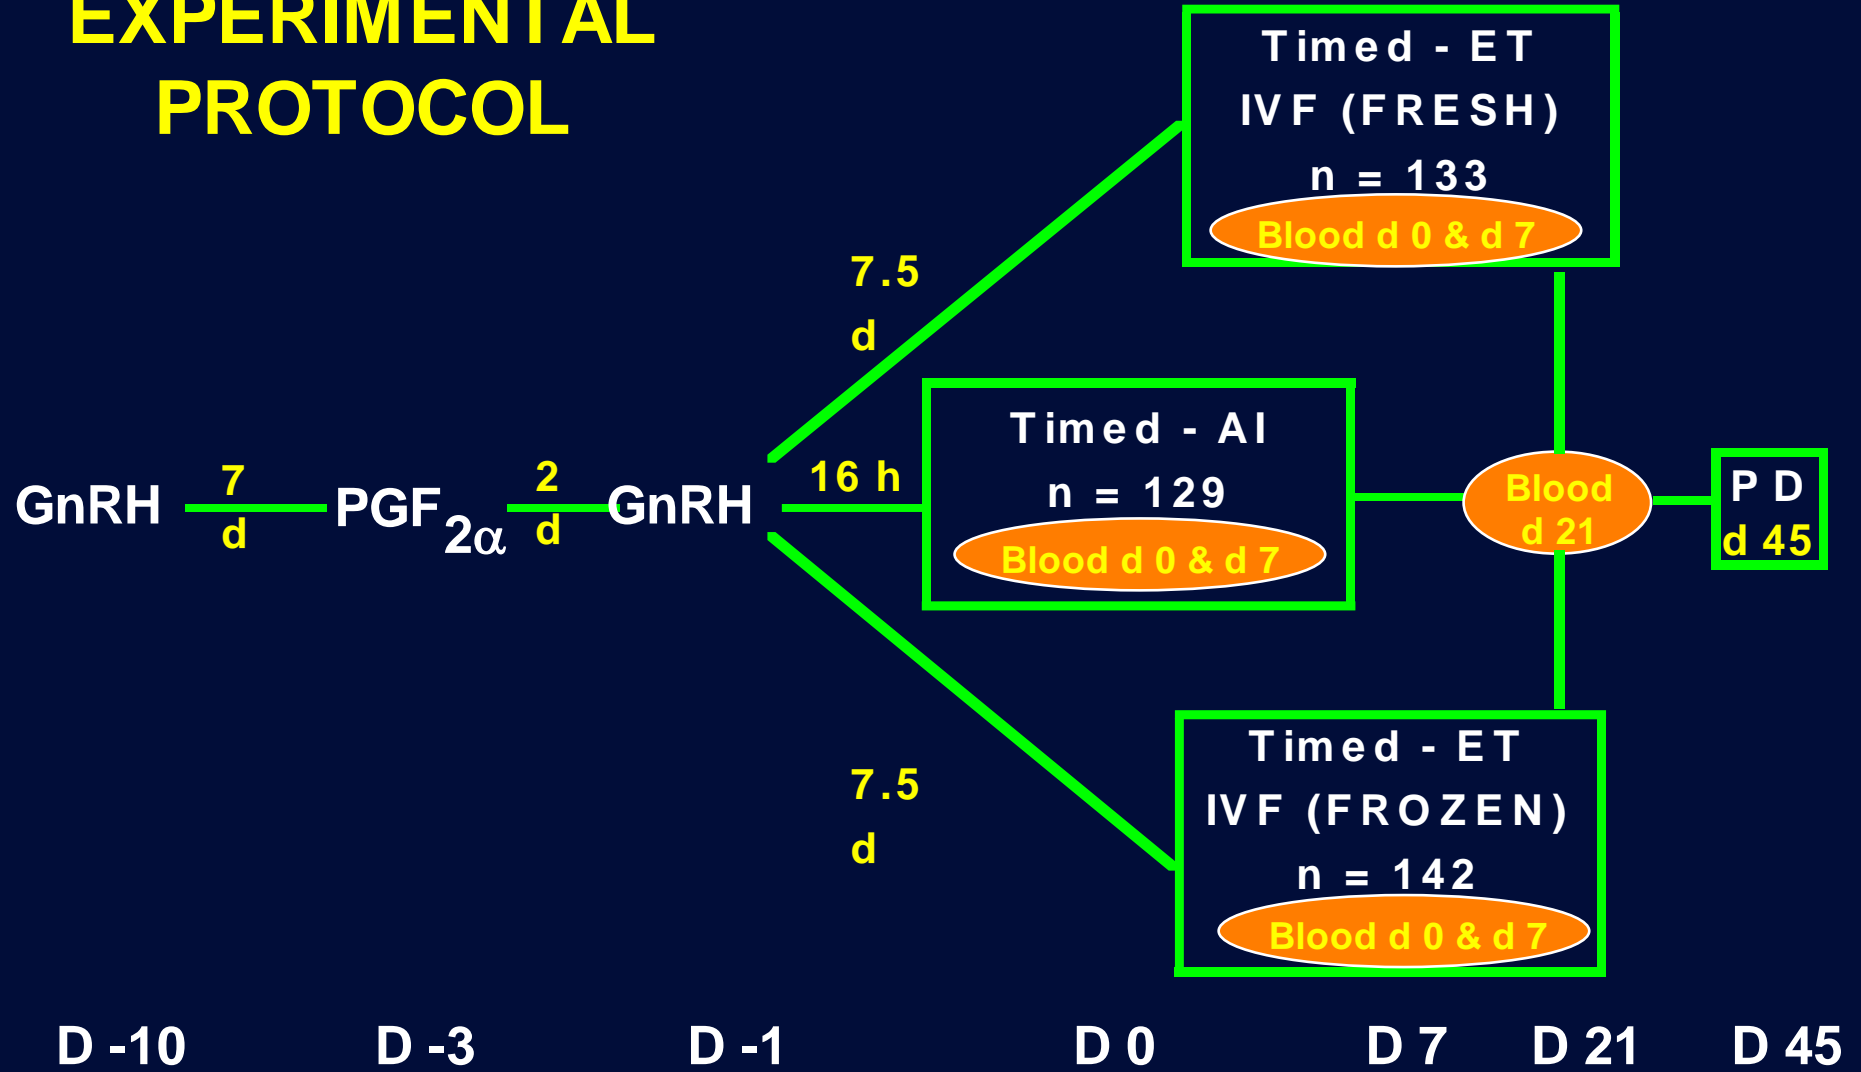 EXPERIMENTAL
PROTOCOL
Timed - ET
IVF (FRESH)
n = 133
Blood d 0 & d 7
7.5
d
Timed - AI
n = 129
Blood d 0 & d 7
GnRH
7
d
PGF2α
2
d
GnRH
16 h
Blood
d 21
PD
d 45
7.5
d
Timed - ET
IVF (FROZEN)
n = 142
Blood d 0 & d 7
D -10 D -3 D -1 D 0 D 7 D 21 D 45